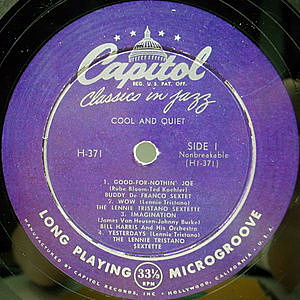 Capitol
REG. U.S. PAT. OFF.
Classics in Jazz
COOL AND QUIET
H-371
SIDE 1
Nonbreakable
(H1-371)
1. GOOD-FOR-NOTHIN' JOE
(Rube Bloom-Ted Koehler)
BUDDY De FRANCO SEXTET
2. WOW (Lennie Tristano)
THE LENNIE TRISTANO SEXTETTE
3. IMAGINATION
(James Van Heusen-Johnny Burke)
BILL HARRIS And His Orchestra
4. YESTERDAYS (Lennie Tristano)
THE LENNIE TRISTANO
SEXTETTE
LONG PLAYING 33⅓ RPM MICROGROOVE
MANUFACTURED BY CAPITOL RECORDS, INC. • HOLLYWOOD, CALIFORNIA, U.S.A.